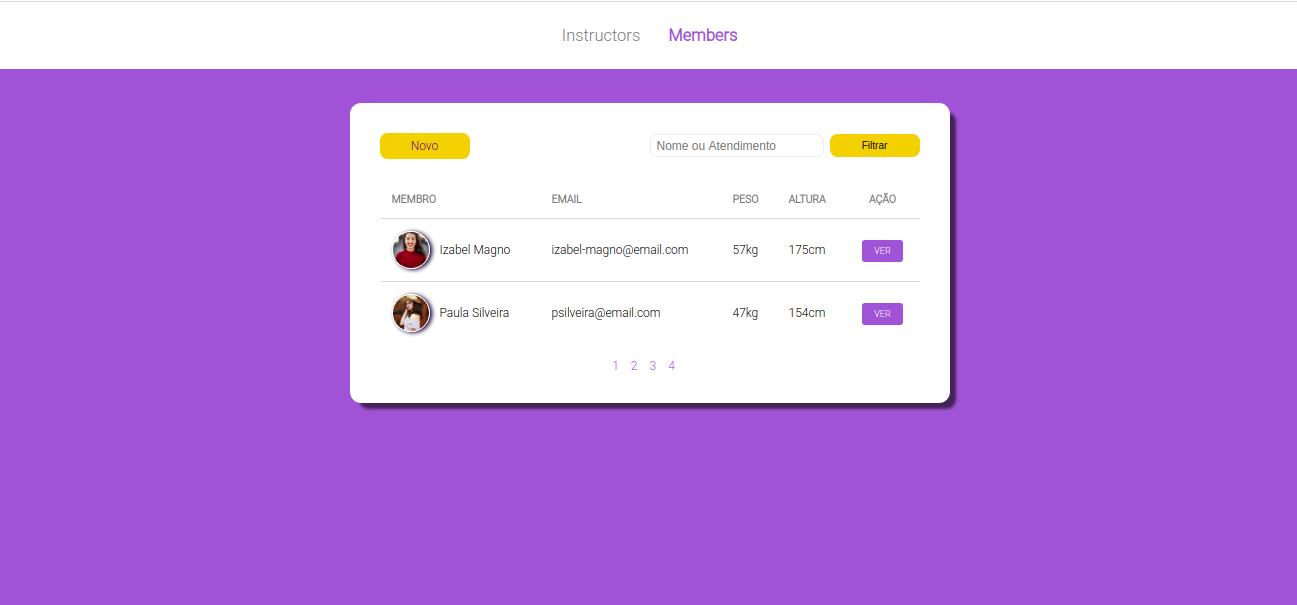 Instructors Members
Novo Nome ou Atendimento Filtrar
MEMBRO EMAIL PESO ALTURA AÇÃO
Izabel Magno izabel-magno@email.com 57kg 175cm VER
Paula Silveira psilveira@email.com 47kg 154cm VER
1 2 3 4